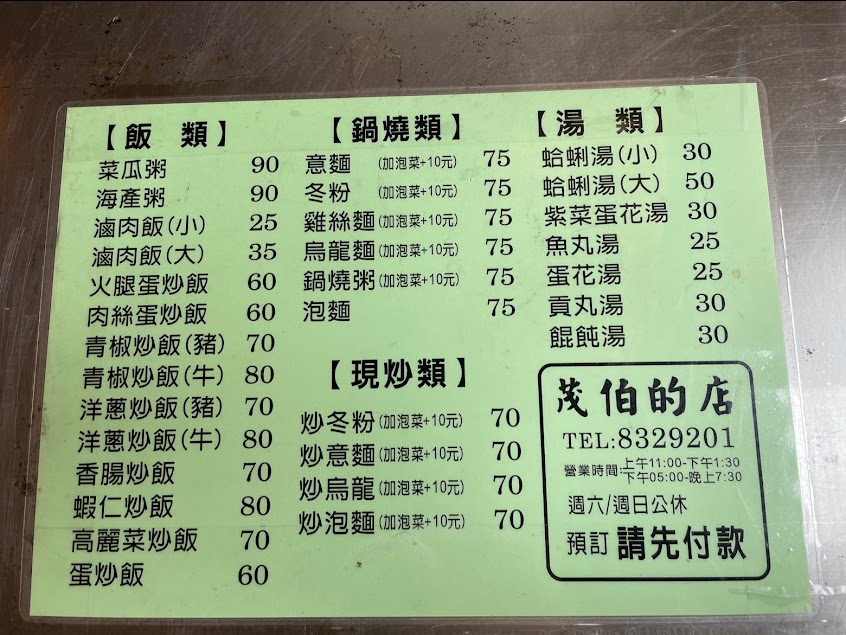 【飯 類】
菜瓜粥 90
海產粥 90
滷肉飯(小) 25
滷肉飯(大) 35
火腿蛋炒飯 60
肉絲蛋炒飯 60
青椒炒飯(豬) 70
青椒炒飯(牛) 80
洋蔥炒飯(豬) 70
洋蔥炒飯(牛) 80
香腸炒飯 70
蝦仁炒飯 80
高麗菜炒飯 70
蛋炒飯 60
【鍋燒類】
意麵 (加泡菜+10元) 75
冬粉 (加泡菜+10元) 75
雞絲麵(加泡菜+10元) 75
烏龍麵(加泡菜+10元) 75
鍋燒粥(加泡菜+10元) 75
泡麵 75
【現炒類】
炒冬粉(加泡菜+10元) 70
炒意麵(加泡菜+10元) 70
炒烏龍(加泡菜+10元) 70
炒泡麵(加泡菜+10元) 70
【湯 類】
蛤蜊湯(小) 30
蛤蜊湯(大) 50
紫菜蛋花湯 30
魚丸湯 25
蛋花湯 25
貢丸湯 30
餛飩湯 30
茂伯的店
TEL:8329201
營業時間:上午11:00-下午1:30
下午05:00-晚上7:30
週六/週日公休
預訂 請先付款